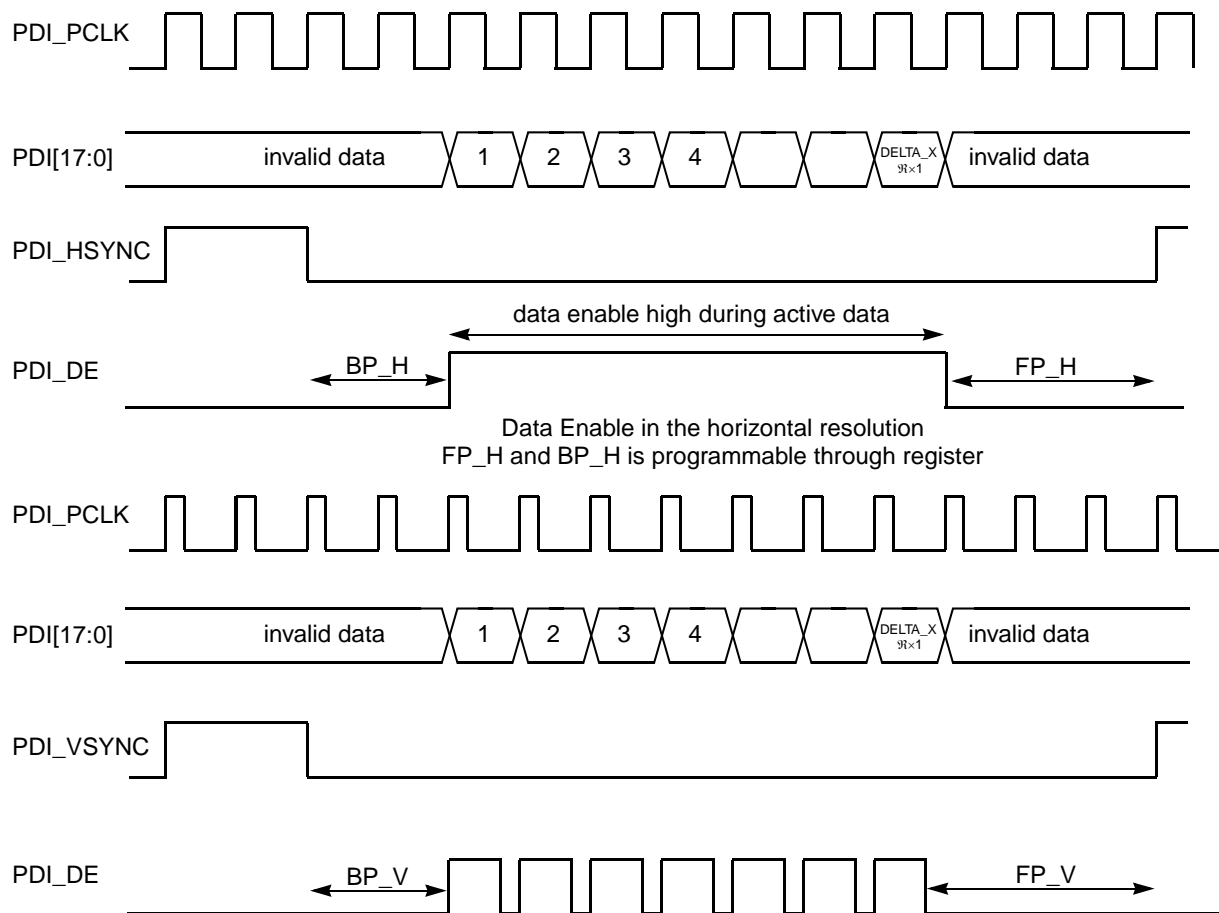 PDI_PCLK
PDI[17:0]
invalid data
1
2
3
4
DELTA_X
ℜ×1
invalid data
PDI_HSYNC
data enable high during active data
PDI_DE
BP_H
FP_H
Data Enable in the horizontal resolution
FP_H and BP_H is programmable through register
PDI_PCLK
PDI[17:0]
invalid data
1
2
3
4
DELTA_X
ℜ×1
invalid data
PDI_VSYNC
PDI_DE
BP_V
FP_V